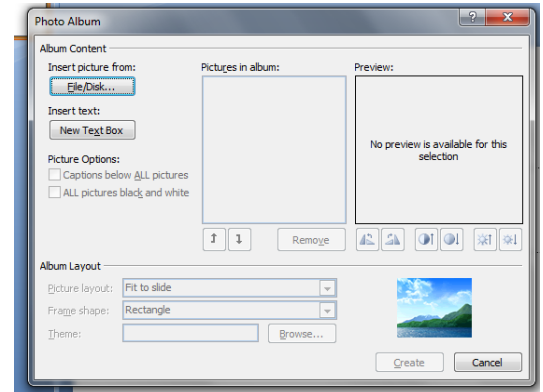 Photo Album
Album Content
Insert picture from:
File/Disk...
Insert text:
New Text Box
Picture Options:
Captions below ALL pictures
ALL pictures black and white
Pictures in album:
Remove
Preview:
No preview is available for this
selection
Album Layout
Picture layout: Fit to slide
Frame shape: Rectangle
Theme:
Browse...
Create
Cancel